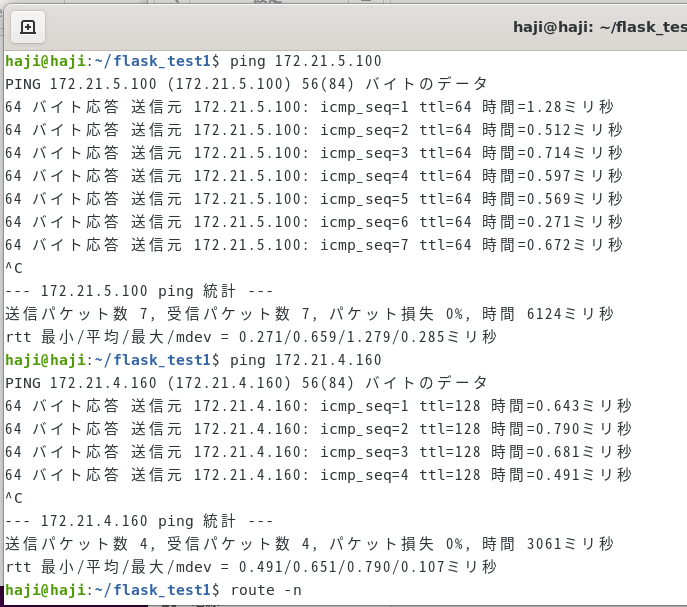 haji@haji: ~/flask_tes
haji@haji:~/flask_test1$ ping 172.21.5.100
PING 172.21.5.100 (172.21.5.100) 56(84) バイトのデータ
64 バイト応答 送信元 172.21.5.100: icmp_seq=1 ttl=64 時間=1.28ミリ秒
64 バイト応答 送信元 172.21.5.100: icmp_seq=2 ttl=64 時間=0.512ミリ秒
64 バイト応答 送信元 172.21.5.100: icmp_seq=3 ttl=64 時間=0.714ミリ秒
64 バイト応答 送信元 172.21.5.100: icmp_seq=4 ttl=64 時間=0.597ミリ秒
64 バイト応答 送信元 172.21.5.100: icmp_seq=5 ttl=64 時間=0.569ミリ秒
64 バイト応答 送信元 172.21.5.100: icmp_seq=6 ttl=64 時間=0.271ミリ秒
64 バイト応答 送信元 172.21.5.100: icmp_seq=7 ttl=64 時間=0.672ミリ秒
^C
--- 172.21.5.100 ping 統計 ---
送信パケット数 7, 受信パケット数 7, パケット損失 0%, 時間 6124ミリ秒
rtt 最小/平均/最大/mdev = 0.271/0.659/1.279/0.285ミリ秒
haji@haji:~/flask_test1$ ping 172.21.4.160
PING 172.21.4.160 (172.21.4.160) 56(84) バイトのデータ
64 バイト応答 送信元 172.21.4.160: icmp_seq=1 ttl=128 時間=0.643ミリ秒
64 バイト応答 送信元 172.21.4.160: icmp_seq=2 ttl=128 時間=0.790ミリ秒
64 バイト応答 送信元 172.21.4.160: icmp_seq=3 ttl=128 時間=0.681ミリ秒
64 バイト応答 送信元 172.21.4.160: icmp_seq=4 ttl=128 時間=0.491ミリ秒
^C
--- 172.21.4.160 ping 統計 ---
送信パケット数 4, 受信パケット数 4, パケット損失 0%, 時間 3061ミリ秒
rtt 最小/平均/最大/mdev = 0.491/0.651/0.790/0.107ミリ秒
haji@haji:~/flask_test1$ route -n